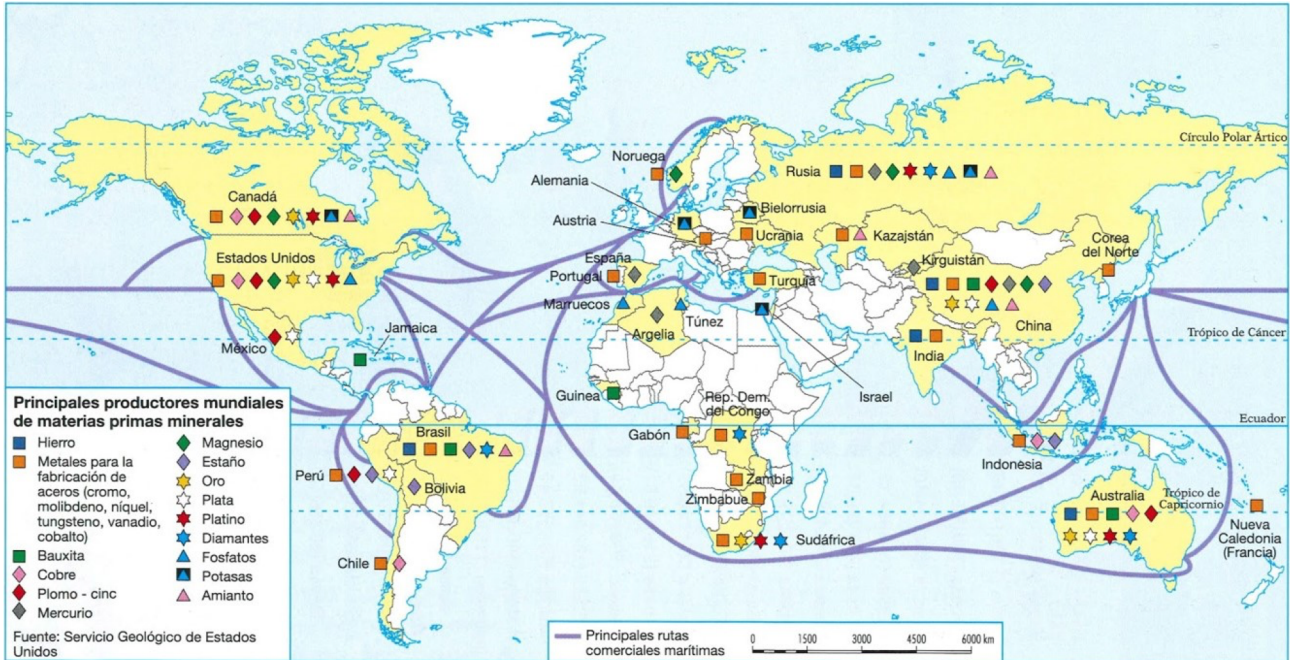 Círculo Polar Ártico
Noruega
Rusia
Alemania
Canadá
Bielorrusia
Austria
Ucrania
Kazajstán
Corea
del Norte
Estados Unidos
España
Kirguistán
Portugal
Turquía
Marruecos
Túnez
Argelia
China
Jamaica
México
Trópico de Cáncer
India
Israel
Guinea
Rep. Dem.
del Congo
Ecuador
Gabón
Brasil
Indonesia
Perú
Bolivia
Zambia
Zimbabue
Australia
Trópico de
Capricornio
Nueva
Caledonia
(Francia)
Sudáfrica
Chile
Principales productores mundiales
de materias primas minerales
Hierro
Metales para la
fabricación de
aceros (cromo,
molibdeno, níquel,
tungsteno, vanadio,
cobalto)
Bauxita
Cobre
Plomo - cinc
Mercurio
Magnesio
Estaño
Oro
Plata
Platino
Diamantes
Fosfatos
Potasas
Amianto
Fuente: Servicio Geológico de Estados
Unidos
Principales rutas
comerciales marítimas
0 1500 3000 4500 6000 km